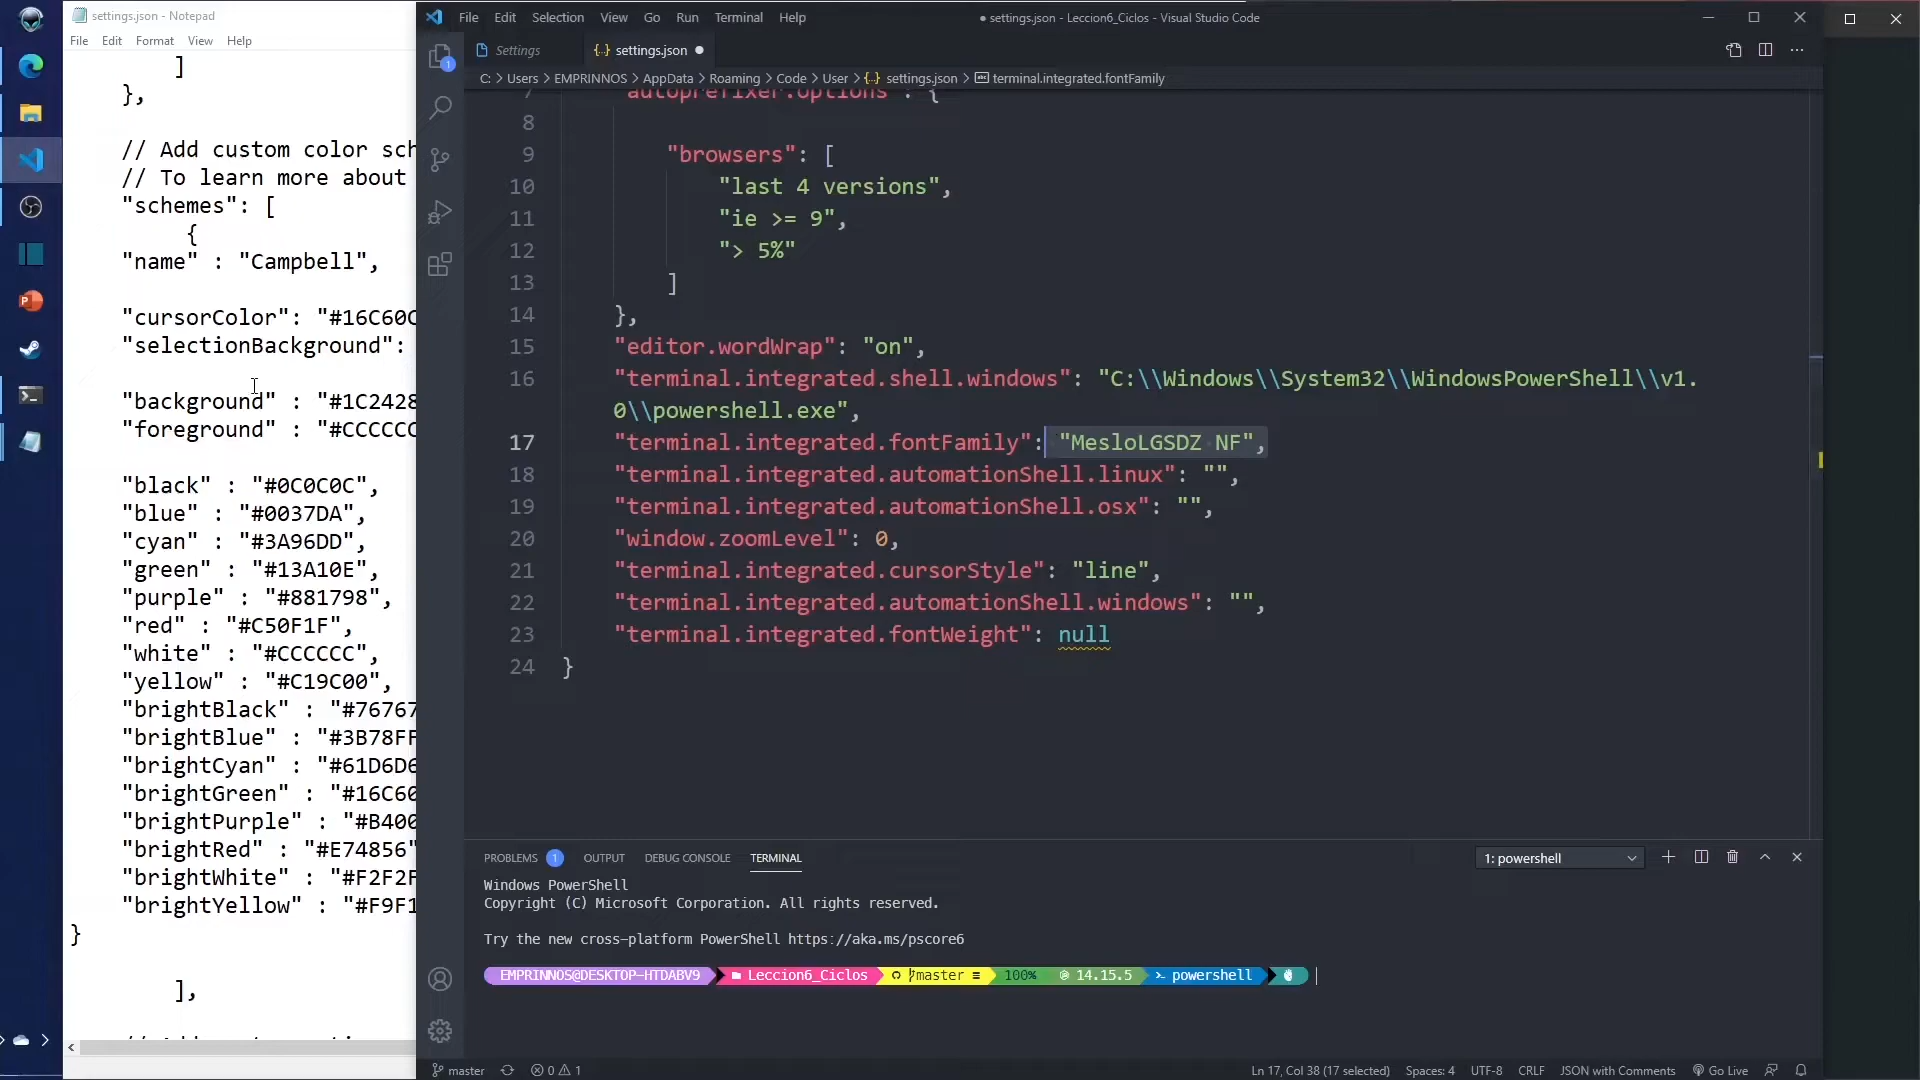 settings.json - Notepad
File Edit Format View Help
]
},
// Add custom color sch
// To learn more about
"schemes": [
{
"name" : "Campbell",
"cursorColor": "#16C60C
"selectionBackground":
"background" : "#1C2428
"foreground" : "#CCCCCC
"black" : "#0C0C0C",
"blue" : "#0037DA",
"cyan" : "#3A96DD",
"green" : "#13A10E",
"purple" : "#881798",
"red" : "#C50F1F",
"white" : "#CCCCCC",
"yellow" : "#C19C00",
"brightBlack" : "#76767
"brightBlue" : "#3B78FF
"brightCyan" : "#61D6D6
"brightGreen" : "#16C60
"brightPurple" : "#B400
"brightRed" : "#E74856"
"brightWhite" : "#F2F2F
"brightYellow" : "#F9F1
}
],
File Edit Selection View Go Run Terminal Help
● settings.json - Leccion6_Ciclos - Visual Studio Code
Settings
{..} settings.json ●
C: > Users > EMPRINNOS > AppData > Roaming > Code > User > {..} settings.json > terminal.integrated.fontFamily
7 "autoprefixer.options": {
8
9 "browsers": [
10 "last 4 versions",
11 "ie >= 9",
12 "> 5%"
13 ]
14 },
15 "editor.wordWrap": "on",
16 "terminal.integrated.shell.windows": "C:\\Windows\\System32\\WindowsPowerShell\\v1.
0\\powershell.exe",
17 "terminal.integrated.fontFamily": "MesloLGSDZ NF",
18 "terminal.integrated.automationShell.linux": "",
19 "terminal.integrated.automationShell.osx": "",
20 "window.zoomLevel": 0,
21 "terminal.integrated.cursorStyle": "line",
22 "terminal.integrated.automationShell.windows": "",
23 "terminal.integrated.fontWeight": null
24 }
PROBLEMS 1 OUTPUT DEBUG CONSOLE TERMINAL
1: powershell
Windows PowerShell
Copyright (C) Microsoft Corporation. All rights reserved.
Try the new cross-platform PowerShell https://aka.ms/pscore6
EMPRINNOS@DESKTOP-HTDABV9 Leccion6_Ciclos master ≡ 100% 14.15.5 powershell
master 0 1
Ln 17, Col 38 (17 selected) Spaces: 4 UTF-8 CRLF JSON with Comments Go Live